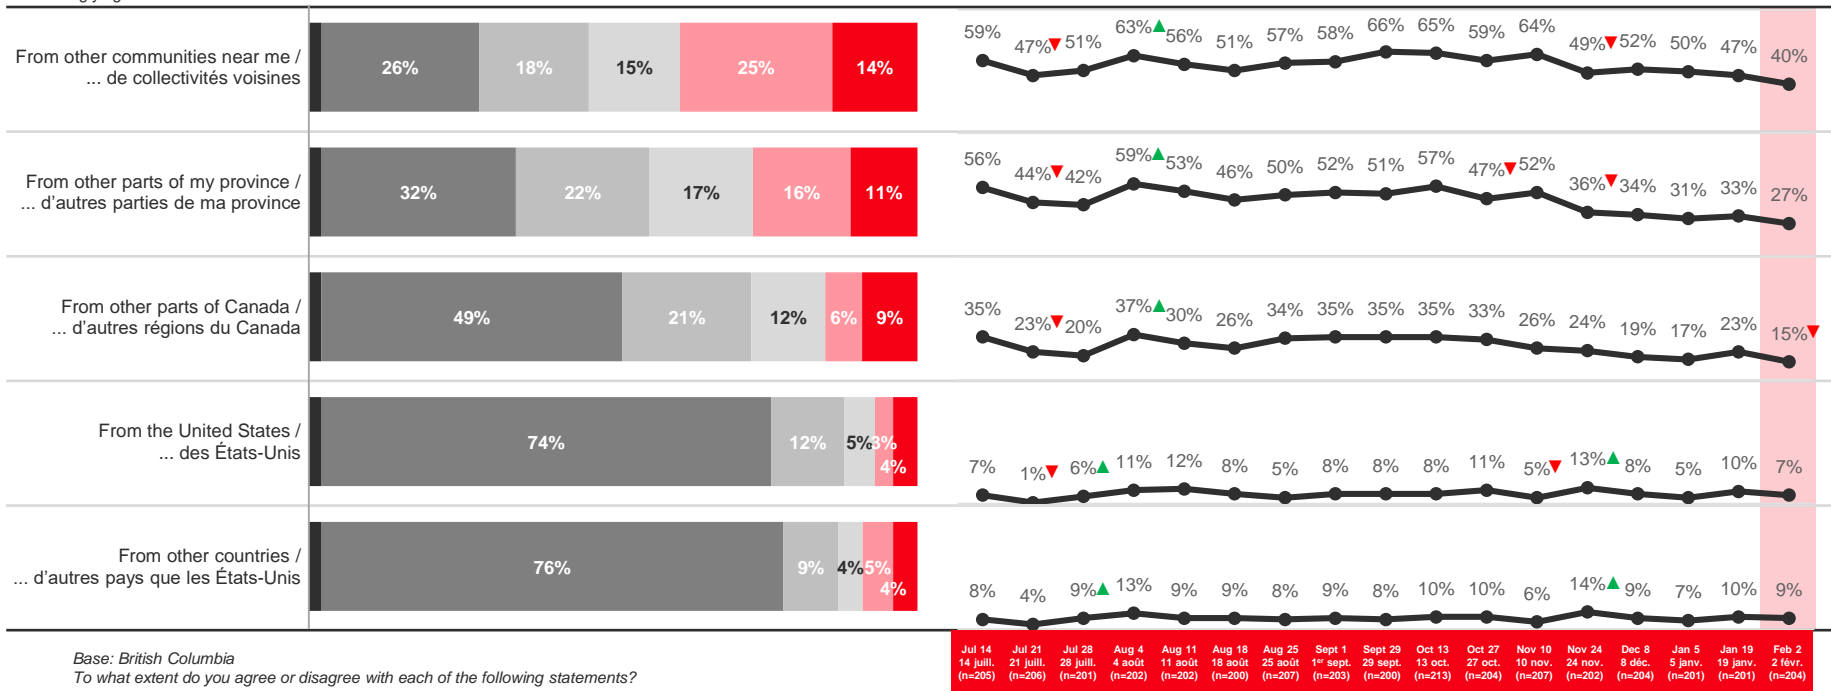 From other communities near me /
... de collectivités voisines
26% 18% 15% 25% 14%
59% 47% 51% 63% 56% 51% 57% 58% 66% 65% 59% 64% 49% 52% 50% 47% 40%
From other parts of my province /
... d'autres parties de ma province
32% 22% 17% 16% 11%
56% 44% 42% 59% 53% 46% 50% 52% 51% 57% 47% 52% 36% 34% 31% 33% 27%
From other parts of Canada /
... d'autres régions du Canada
49% 21% 12% 6% 9%
35% 23% 20% 37% 30% 26% 34% 35% 35% 35% 33% 26% 24% 19% 17% 23% 15%
From the United States /
... des États-Unis
74% 12% 5% 3% 4%
7% 1% 6% 11% 12% 8% 5% 8% 8% 8% 11% 5% 13% 8% 5% 10% 7%
From other countries /
... d'autres pays que les États-Unis
76% 9% 4% 5% 4%
8% 4% 9% 13% 9% 9% 8% 9% 8% 10% 10% 6% 14% 9% 7% 10% 9%
Jul 14 Jul 21 Jul 28 Aug 4 Aug 11 Aug 18 Aug 25 Sept 1 Sept 29 Oct 13 Oct 27 Nov 10 Nov 24 Dec 8 Jan 5 Jan 19 Feb 2
14 juill. 21 juill. 28 juill. 4 août 11 août 18 août 25 août 1er sept. 29 sept. 13 oct. 27 oct. 10 nov. 24 nov. 8 déc. 5 janv. 19 janv. 2 févr.
(n=205) (n=206) (n=201) (n=202) (n=202) (n=200) (n=207) (n=203) (n=200) (n=213) (n=204) (n=207) (n=202) (n=204) (n=201) (n=201) (n=204)
Base: British Columbia
To what extent do you agree or disagree with each of the following statements?